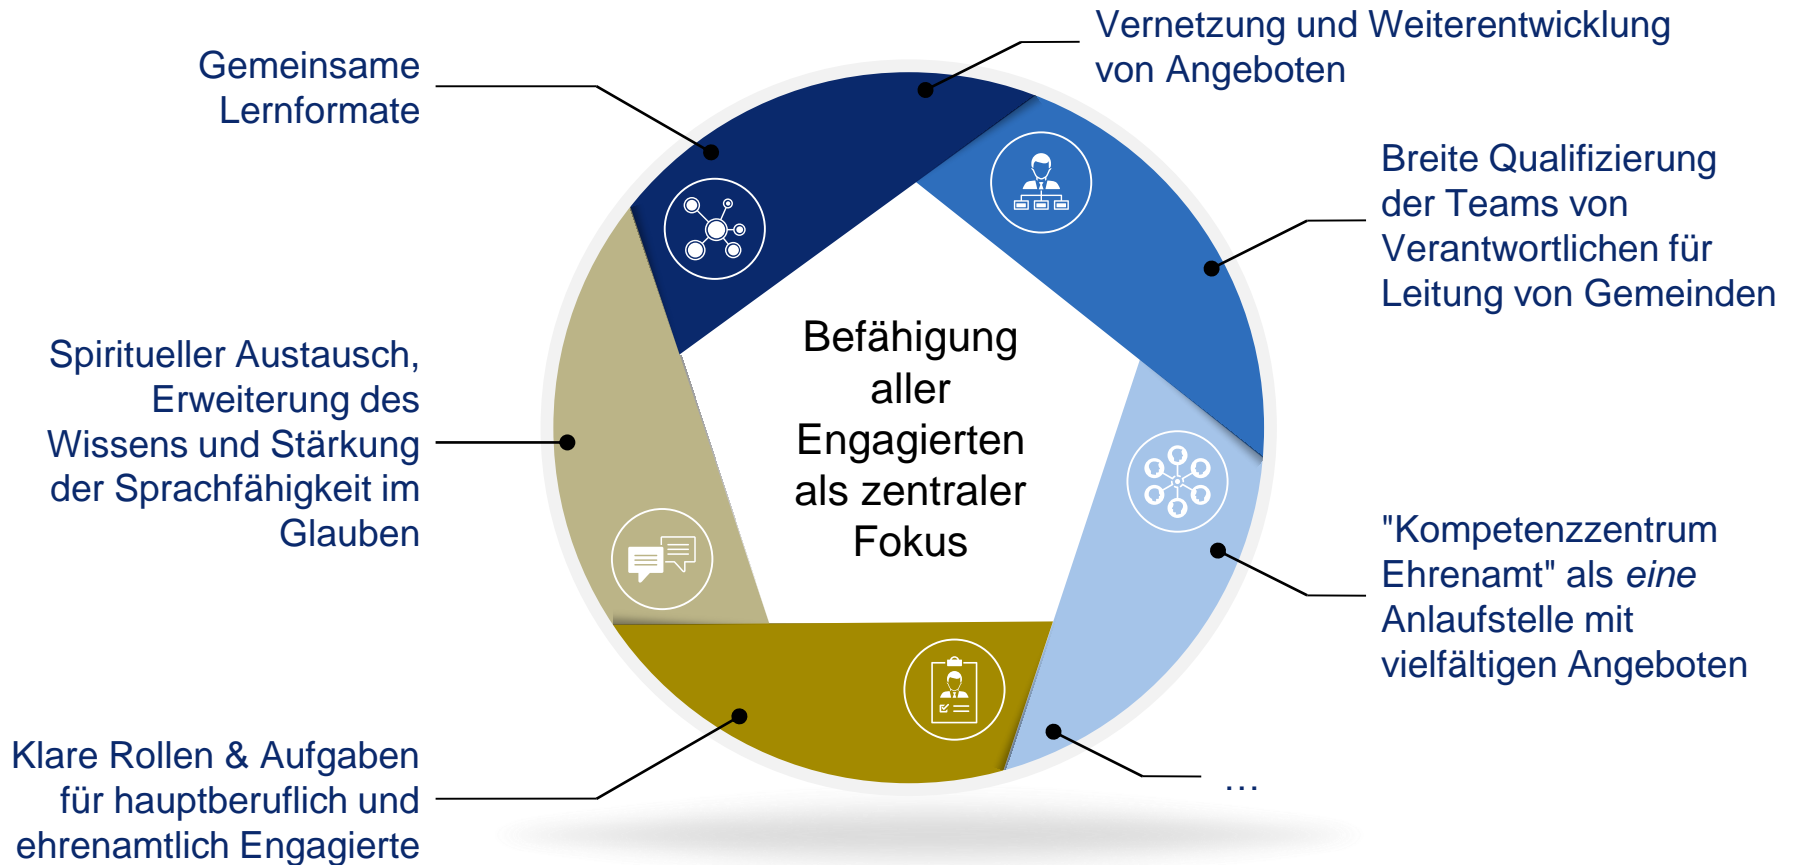 Gemeinsame
Lernformate
Vernetzung und Weiterentwicklung
von Angeboten
Breite Qualifizierung
der Teams von
Verantwortlichen für
Leitung von Gemeinden
Spiritueller Austausch,
Erweiterung des
Wissens und Stärkung
der Sprachfähigkeit im
Glauben
Befähigung
aller
Engagierten
als zentraler
Fokus
"Kompetenzzentrum
Ehrenamt" als eine
Anlaufstelle mit
vielfältigen Angeboten
Klare Rollen & Aufgaben
für hauptberuflich und
ehrenamtlich Engagierte
…